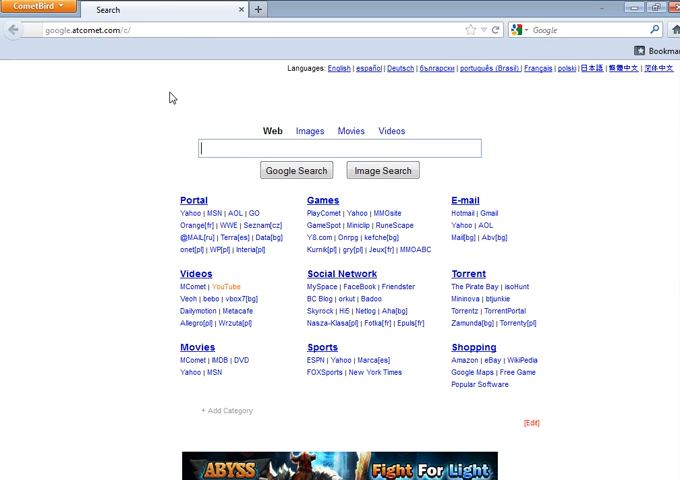 CometBird
Search
google.atcomet.com/c/
Google
Bookmar
Languages: English | español | Deutsch | български | português (Brasil) | Français | polski | 日本語 | 繁體中文 | 简体中文
Web Images Movies Videos
Google Search Image Search
Portal
Yahoo | MSN | AOL | GO
Orange[fr] | WWE | Seznam[cz]
@MAIL[ru] | Terra[es] | Data[bg]
onet[pl] | WP[pl] | Interia[pl]
Games
PlayComet | Yahoo | MMOsite
GameSpot | Miniclip | RuneScape
Y8.com | Onrpg | kefche[bg]
Kurnik[pl] | gry[pl] | Jeux[fr] | MMOABC
E-mail
Hotmail | Gmail
Yahoo | AOL
Mail[bg] | Abv[bg]
Videos
MComet | YouTube
Veoh | bebo | vbox7[bg]
Dailymotion | Metacafe
Allegro[pl] | Wrzuta[pl]
Social Network
MySpace | FaceBook | Friendster
BC Blog | orkut | Badoo
Skyrock | Hi5 | Netlog | Aha[bg]
Nasza-Klasa[pl] | Fotka[fr] | Epuls[fr]
Torrent
The Pirate Bay | isoHunt
Mininova | btjunkie
Torrentz | TorrentPortal
Zamunda[bg] | Torrenty[pl]
Movies
MComet | IMDB | DVD
Yahoo | MSN
Sports
ESPN | Yahoo | Marca[es]
FOXSports | New York Times
Shopping
Amazon | eBay | WikiPedia
Google Maps | Free Game
Popular Software
+ Add Category
[Edit]
ABYSS Fight For Light